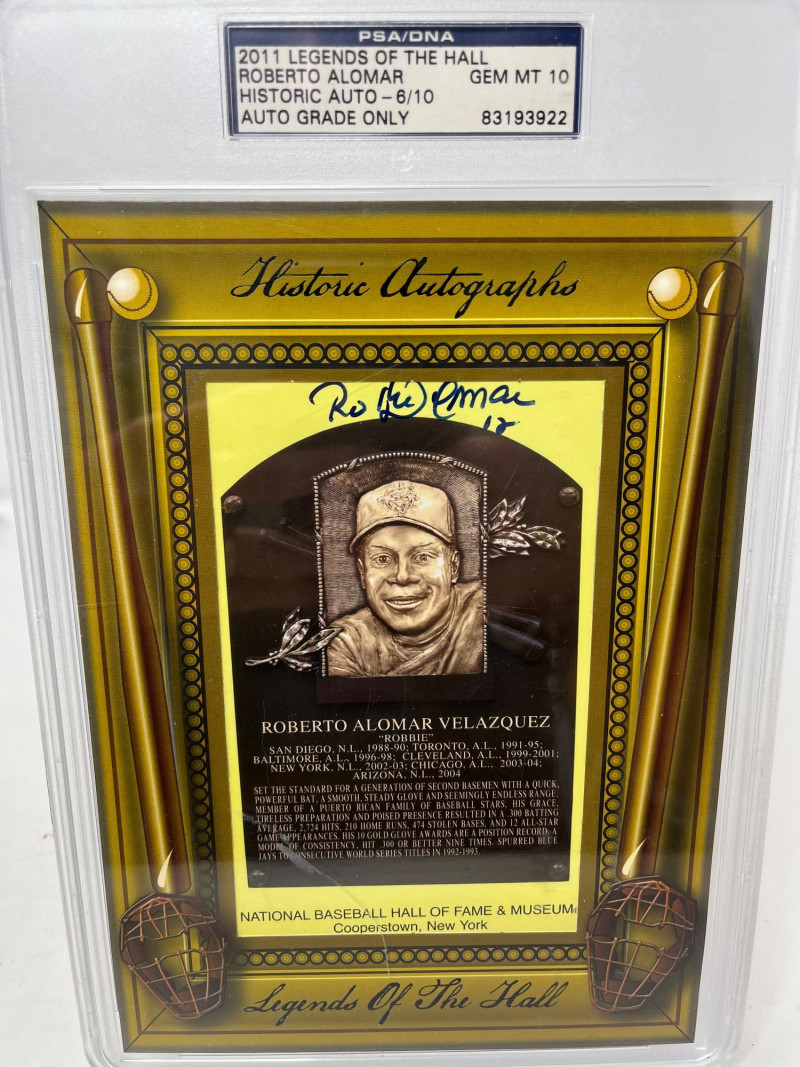 PSA/DNA
2011 LEGENDS OF THE HALL
ROBERTO ALOMAR GEM MT 10
HISTORIC AUTO - 6/10
AUTO GRADE ONLY 83193922
Historic Autographs
12
ROBERTO ALOMAR VELAZQUEZ
"ROBBIE"
SAN DIEGO, N.L., 1988-90; TORONTO, A.L., 1991-95;
BALTIMORE, A.L., 1996-98; CLEVELAND, A.L., 1999-2001;
NEW YORK, N.L., 2002-03; CHICAGO, A.L., 2003-04;
ARIZONA, N.L., 2004
SET THE STANDARD FOR A GENERATION OF SECOND BASEMEN WITH A QUICK,
POWERFUL BAT, A SMOOTH, STEADY GLOVE AND SEEMINGLY ENDLESS RANGE.
MEMBER OF A PUERTO RICAN FAMILY OF BASEBALL STARS, HIS GRACE,
TIRELESS PREPARATION AND POISED PRESENCE RESULTED IN A .300 BATTING
AVERAGE, 2,724 HITS, 210 HOME RUNS, 474 STOLEN BASES, AND 12 ALL-STAR
GAME APPEARANCES. HIS 10 GOLD GLOVE AWARDS ARE A POSITION RECORD. A
MODEL OF CONSISTENCY, HIT .300 OR BETTER NINE TIMES. SPURRED BLUE
JAYS TO CONSECUTIVE WORLD SERIES TITLES IN 1992-1993.
NATIONAL BASEBALL HALL OF FAME & MUSEUM
Cooperstown, New York
Legends Of The Hall